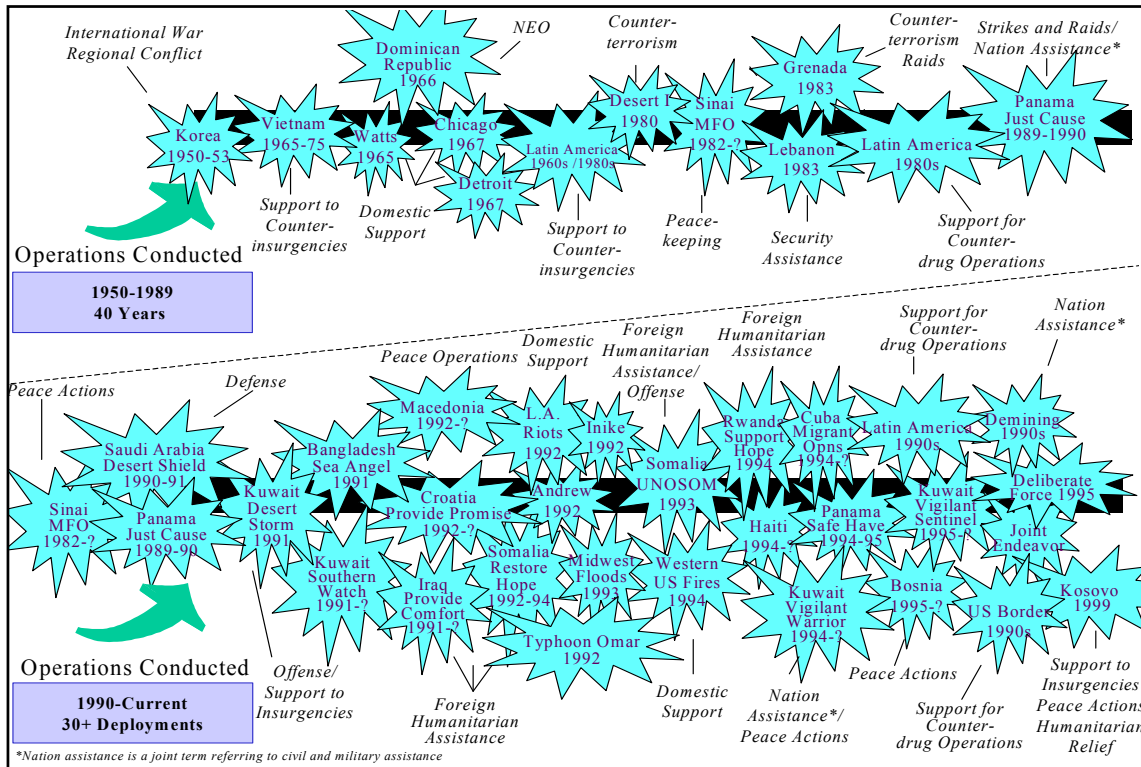 International War
Regional Conflict
Dominican
Republic
1966
NEO
Counter-
terrorism
Counter-
terrorism
Raids
Strikes and Raids/
Nation Assistance*
Korea
1950-53
Vietnam
1965-75
Watts
1965
Chicago
1967
Detroit
1967
Latin America
1960s /1980s
Desert I
1980
Sinai
MFO
1982-?
Grenada
1983
Lebanon
1983
Latin America
1980s
Panama
Just Cause
1989-1990
Support to
Counter-
insurgencies
Domestic
Support
Support to
Counter-
insurgencies
Peace-
keeping
Security
Assistance
Support for
Counter-
drug Operations
Operations Conducted
1950-1989
40 Years
Peace Actions
Defense
Peace Operations
Domestic
Support
Foreign
Humanitarian
Assistance/
Offense
Foreign
Humanitarian
Assistance
Support for
Counter-
drug Operations
Nation
Assistance*
Sinai
MFO
1982-?
Saudi Arabia
Desert Shield
1990-91
Panama
Just Cause
1989-90
Kuwait
Desert
Storm
1991
Bangladesh
Sea Angel
1991
Kuwait
Southern
Watch
1991-?
Macedonia
1992-?
Croatia
Provide Promise
1992-?
Iraq
Provide
Comfort
1991-?
Somalia
Restore
Hope
1992-94
L.A.
Riots
1992
Andrew
1992
Inike
1992
Midwest
Floods
1993
Typhoon Omar
1992
Somalia
UNOSOM
1993
Western
US Fires
1994
Rwanda
Support
Hope
1994
Haiti
1994-?
Cuba
Migrant
Opns
1994-?
Panama
Safe Have
1994-95
Kuwait
Vigilant
Warrior
1994-?
Latin America
1990s
Kuwait
Vigilant
Sentinel
1995-?
Bosnia
1995-?
Demining
1990s
Deliberate
Force 1995
Joint
Endeavor
US Border
1990s
Kosovo
1999
Offense/
Support to
Insurgencies
Foreign
Humanitarian
Assistance
Domestic
Support
Nation
Assistance*/
Peace Actions
Peace Actions
Support for
Counter-
drug Operations
Support to
Insurgencies
Peace Actions
Humanitarian
Relief
Operations Conducted
1990-Current
30+ Deployments
*Nation assistance is a joint term referring to civil and military assistance